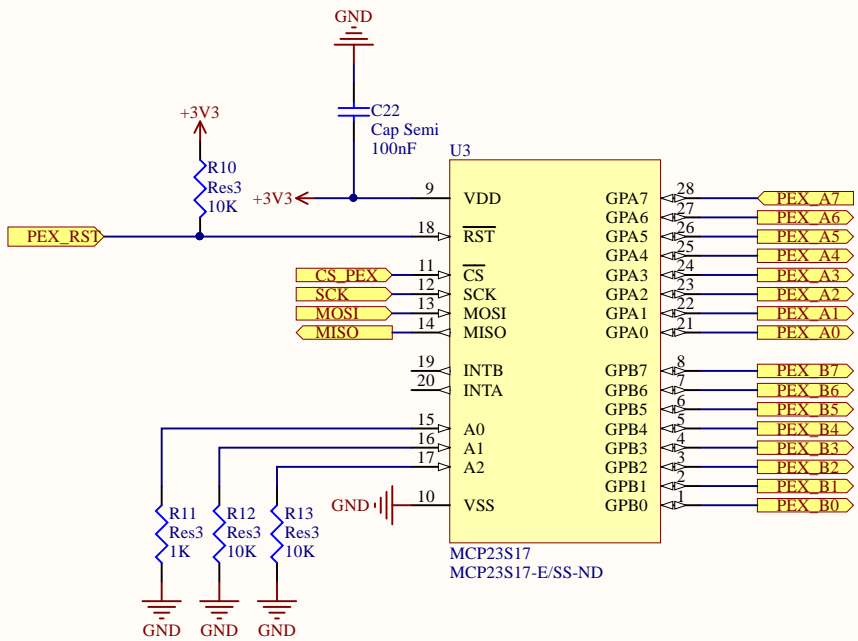 GND
C22
Cap Semi
100nF
+3V3
R10
Res3
10K
+3V3
U3
9 VDD
PEX_RST
18 RST
CS_PEX 11 CS
SCK 12 SCK
MOSI 13 MOSI
MISO 14 MISO
19 INTB
20 INTA
15 A0
16 A1
17 A2
GND 10 VSS
GPA7 28 PEX_A7
GPA6 27 PEX_A6
GPA5 26 PEX_A5
GPA4 25 PEX_A4
GPA3 24 PEX_A3
GPA2 23 PEX_A2
GPA1 22 PEX_A1
GPA0 21 PEX_A0
GPB7 8 PEX_B7
GPB6 7 PEX_B6
GPB5 6 PEX_B5
GPB4 5 PEX_B4
GPB3 4 PEX_B3
GPB2 3 PEX_B2
GPB1 2 PEX_B1
GPB0 1 PEX_B0
R11
Res3
1K
R12
Res3
10K
R13
Res3
10K
GND
GND
GND
MCP23S17
MCP23S17-E/SS-ND